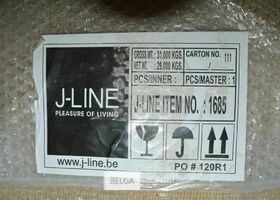 GROSS WT.: 31.000 KGS.
NET WT.: 29.000 KGS.
CARTON NO. 111
PCS/INNER: PCS/MASTER: 1
J-LINE
PLEASURE OF LIVING
J-LINE ITEM NO. : 1685
www.j-line.be
PO # 120R1
BELGA